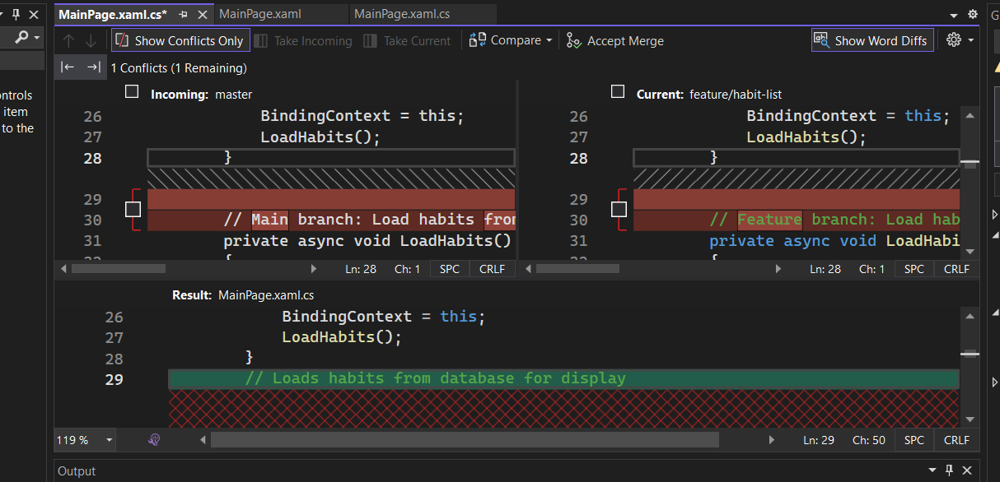 MainPage.xaml.cs* MainPage.xaml MainPage.xaml.cs
Show Conflicts Only Take Incoming Take Current Compare Accept Merge Show Word Diffs
1 Conflicts (1 Remaining)
ontrols
item
to the
Incoming: master
26 BindingContext = this;
27 LoadHabits();
28 }
29
30 // Main branch: Load habits from
31 private async void LoadHabits()
32 {
Ln: 28 Ch: 1 SPC CRLF
Current: feature/habit-list
26 BindingContext = this;
27 LoadHabits();
28 }
29
30 // Feature branch: Load hab
31 private async void LoadHabi
32 {
Ln: 28 Ch: 1 SPC CRLF
Result: MainPage.xaml.cs
26 BindingContext = this;
27 LoadHabits();
28 }
29 // Loads habits from database for display
119 % Ln: 29 Ch: 50 SPC CRLF
Output
G